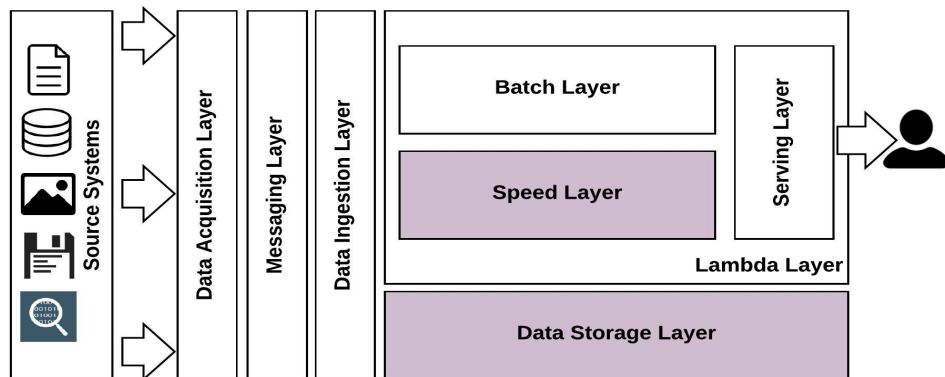 Source Systems
Data Acquisition Layer
Messaging Layer
Data Ingestion Layer
Batch Layer
Speed Layer
Serving Layer
Lambda Layer
Data Storage Layer